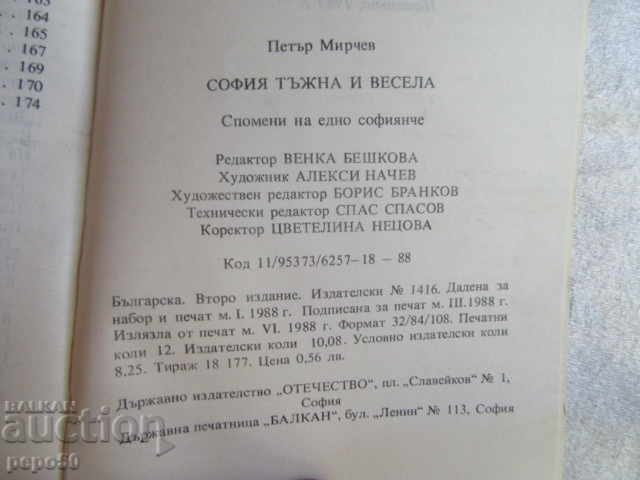 163
. . 164
. . 165
. . 167
. . 169
. . 170
. . 174
Петър Мирчев
СОФИЯ ТЪЖНА И ВЕСЕЛА
Спомени на едно софиянче
Редактор ВЕНКА БЕШКОВА
Художник АЛЕКСИ НАЧЕВ
Художествен редактор БОРИС БРАНКОВ
Технически редактор СПАС СПАСОВ
Коректор ЦВЕТЕЛИНА НЕЦОВА
Код 11/95373/6257—18 — 88
Българска. Второ издание. Издателски № 1416. Дадена за
набор и печат м. I. 1988 г. Подписана за печат м. III. 1988 г.
Излязла от печат м. VI. 1988 г. Формат 32/84/108. Печатни
коли 12. Издателски коли 10,08. Условно издателски коли
8.25. Тираж 18 177. Цена 0,56 лв.
Държавно издателство „ОТЕЧЕСТВО", пл. „Славейков" № 1,
София
Държавна печатница „БАЛКАН", бул. „Ленин" № 113, София
BALKAN
auction
pepo50